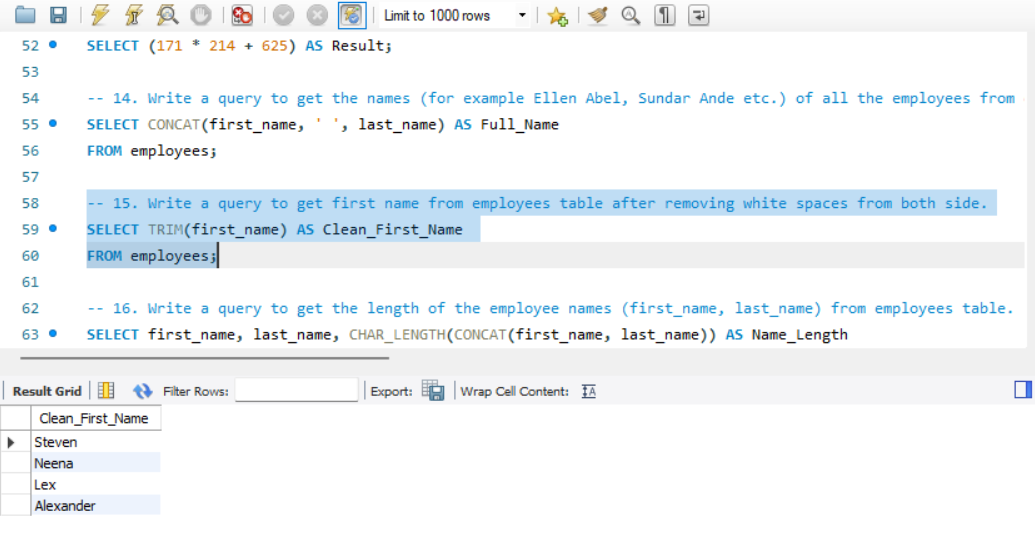 Limit to 1000 rows
52 SELECT (171 * 214 + 625) AS Result;
53
54 -- 14. Write a query to get the names (for example Ellen Abel, Sundar Ande etc.) of all the employees from
55 SELECT CONCAT(first_name, ' ', last_name) AS Full_Name
56 FROM employees;
57
58 -- 15. Write a query to get first name from employees table after removing white spaces from both side.
59 SELECT TRIM(first_name) AS Clean_First_Name
60 FROM employees;
61
62 -- 16. Write a query to get the length of the employee names (first_name, last_name) from employees table.
63 SELECT first_name, last_name, CHAR_LENGTH(CONCAT(first_name, last_name)) AS Name_Length
Result Grid Filter Rows: Export: Wrap Cell Content: IA
Clean_First_Name
Steven
Neena
Lex
Alexander